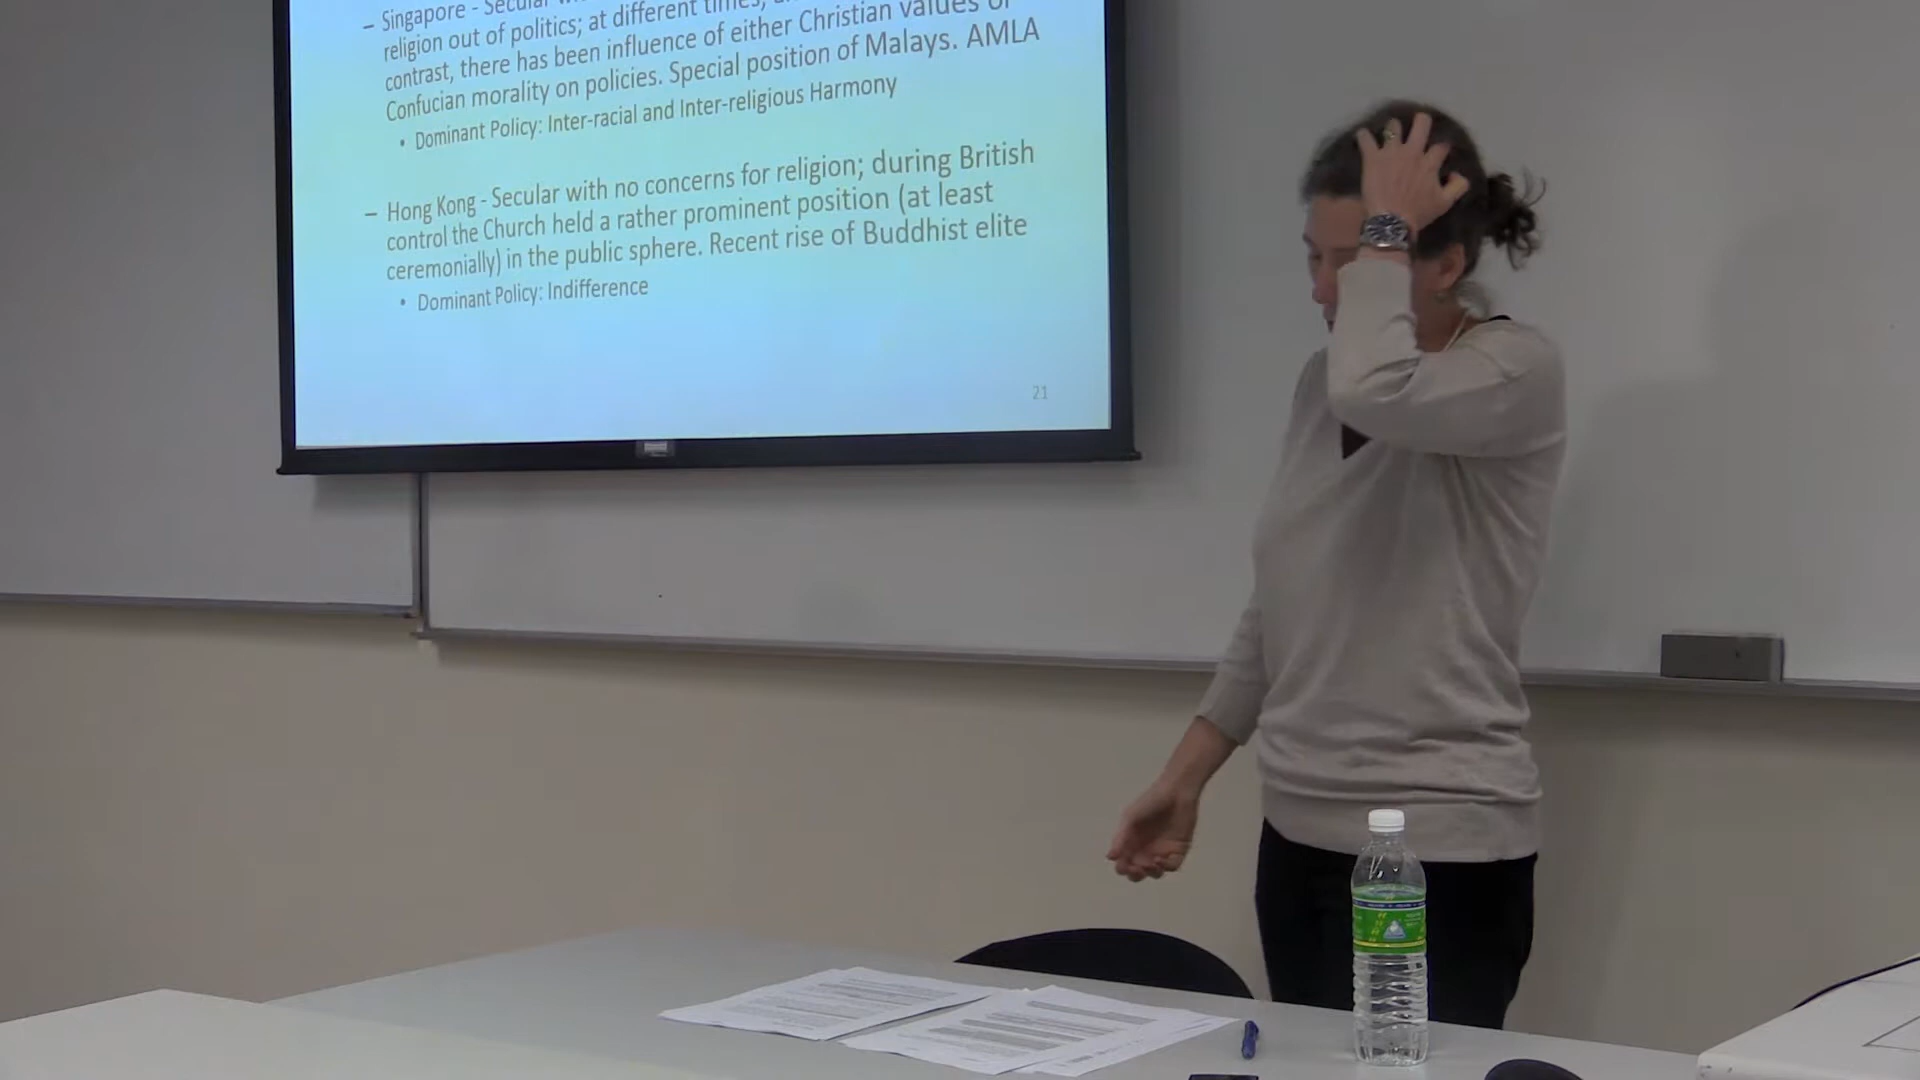 – Singapore - Secular
religion out of politics; at different times,
contrast, there has been influence of either Christian values or
Confucian morality on policies. Special position of Malays. AMLA
• Dominant Policy: Inter-racial and Inter-religious Harmony
– Hong Kong - Secular with no concerns for religion; during British
control the Church held a rather prominent position (at least
ceremonially) in the public sphere. Recent rise of Buddhist elite
• Dominant Policy: Indifference
21